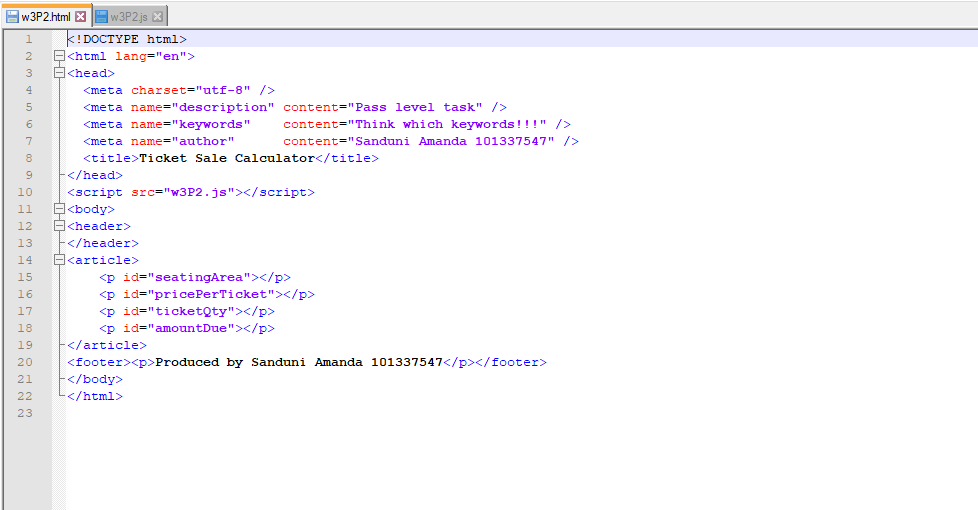 w3P2.html w3P2.js
1 <!DOCTYPE html>
2 <html lang="en">
3 <head>
4 <meta charset="utf-8" />
5 <meta name="description" content="Pass level task" />
6 <meta name="keywords"    content="Think which keywords!!!" />
7 <meta name="author"      content="Sanduni Amanda 101337547" />
8 <title>Ticket Sale Calculator</title>
9 </head>
10 <script src="w3P2.js"></script>
11 <body>
12 <header>
13 </header>
14 <article>
15 <p id="seatingArea"></p>
16 <p id="pricePerTicket"></p>
17 <p id="ticketQty"></p>
18 <p id="amountDue"></p>
19 </article>
20 <footer><p>Produced by Sanduni Amanda 101337547</p></footer>
21 </body>
22 </html>
23